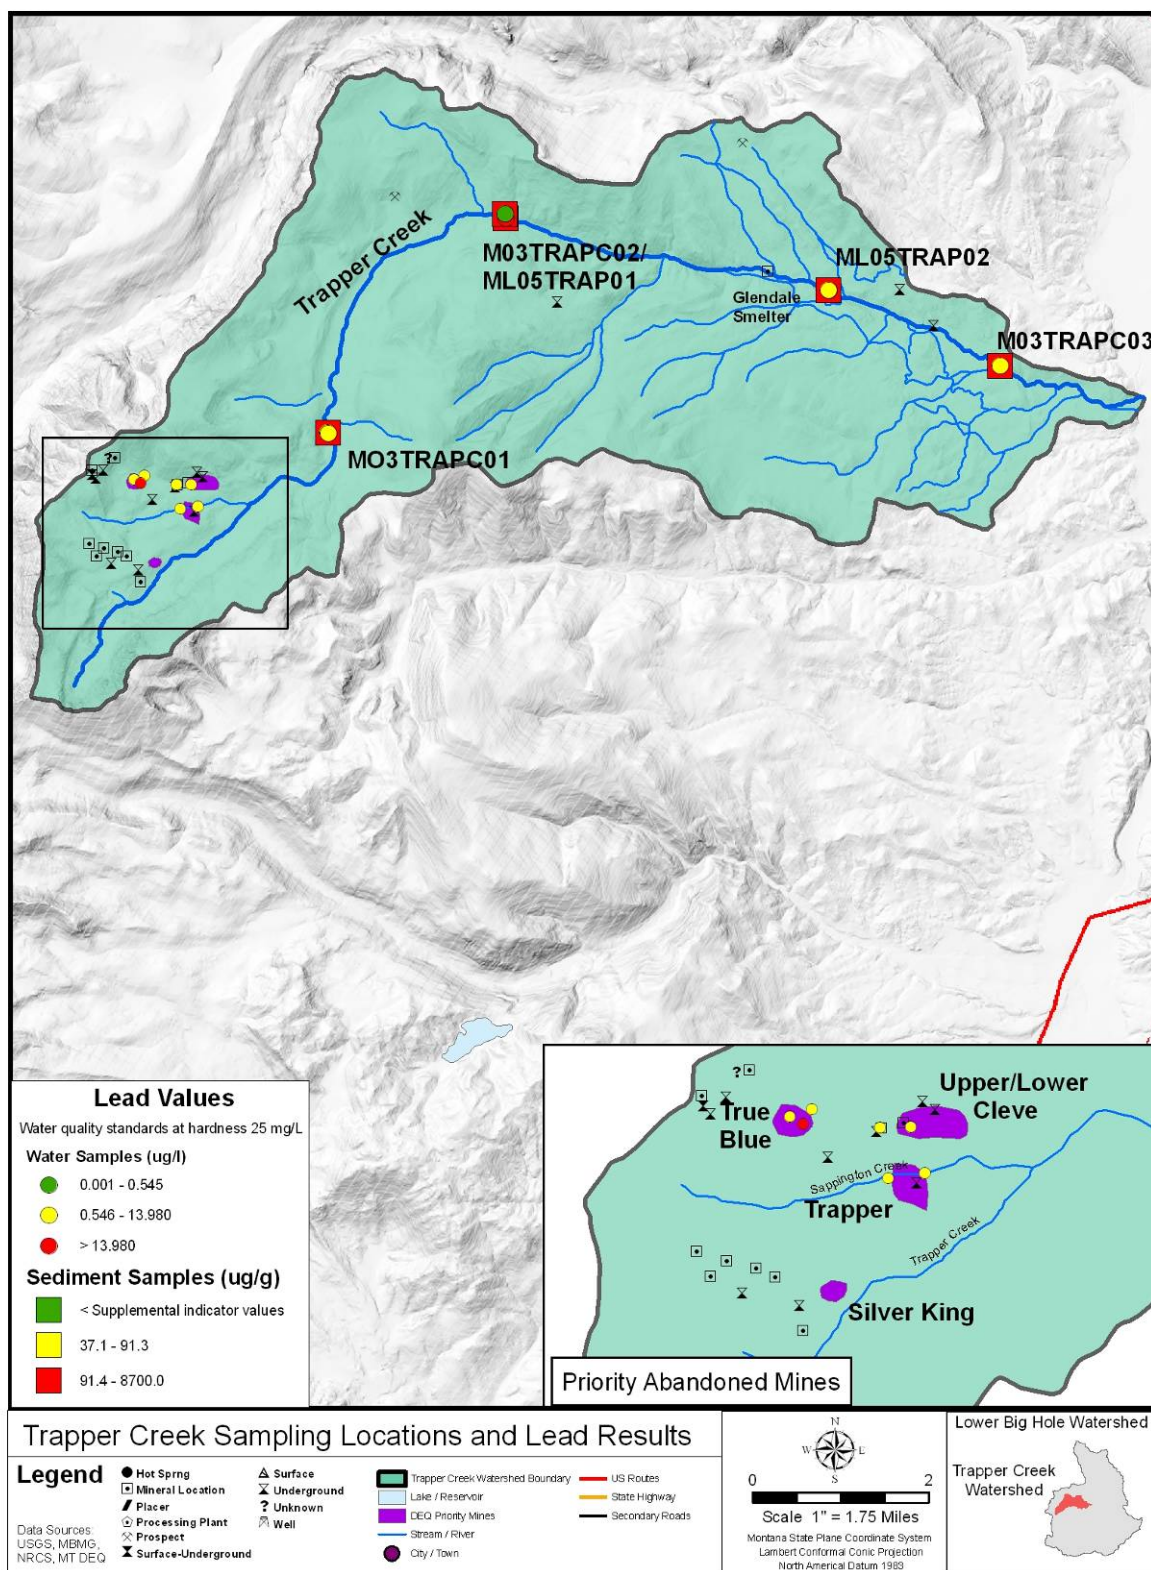 Trapper Creek
M03TRAPC02/
ML05TRAP01
ML05TRAP02
Glendale
Smelter
M03TRAPC03
MO3TRAPC01
?
Lead Values
Water quality standards at hardness 25 mg/L
Water Samples (ug/l)
0.001 - 0.545
0.546 - 13.980
> 13.980
Sediment Samples (ug/g)
< Supplemental indicator values
37.1 - 91.3
91.4 - 8700.0
?
True
Blue
Upper/Lower
Cleve
Sappington Creek
Trapper
Trapper Creek
Silver King
Priority Abandoned Mines
Trapper Creek Sampling Locations and Lead Results
Legend
Data Sources:
USGS, MBMG,
NRCS, MT DEQ
Hot Sprng
Mineral Location
Placer
Processing Plant
Prospect
Surface-Underground
Surface
Underground
? Unknown
Well
Trapper Creek Watershed Boundary
Lake / Reservoir
DEQ Priority Mines
Stream / River
City / Town
US Routes
State Highway
Secondary Roads
N
W E
S
0 2
Scale 1" = 1.75 Miles
Montana State Plane Coordinate System
Lambert Conformal Conic Projection
North Americal Datum 1983
Lower Big Hole Watershed
Trapper Creek
Watershed